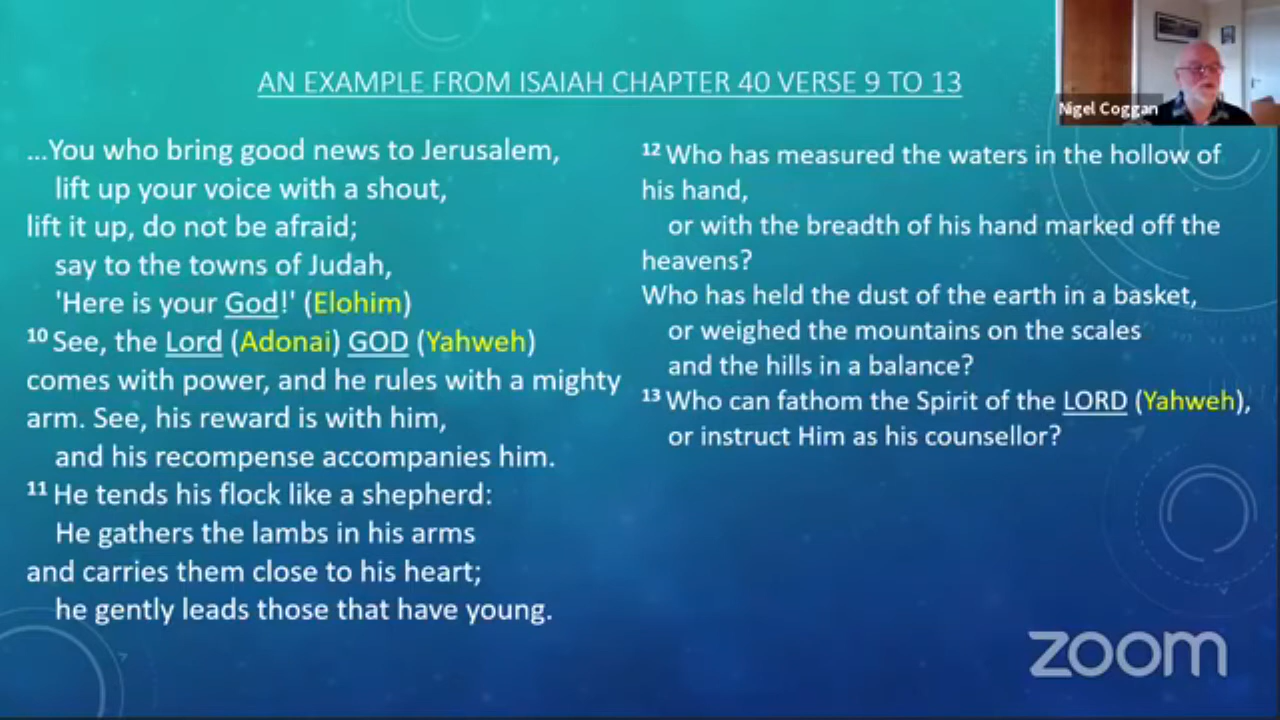 AN EXAMPLE FROM ISAIAH CHAPTER 40 VERSE 9 TO 13
Nigel Coggan
...You who bring good news to Jerusalem,
lift up your voice with a shout,
lift it up, do not be afraid;
say to the towns of Judah,
'Here is your God!' (Elohim)
10 See, the Lord (Adonai) GOD (Yahweh)
comes with power, and he rules with a mighty
arm. See, his reward is with him,
and his recompense accompanies him.
11 He tends his flock like a shepherd:
He gathers the lambs in his arms
and carries them close to his heart;
he gently leads those that have young.
12 Who has measured the waters in the hollow of
his hand,
or with the breadth of his hand marked off the
heavens?
Who has held the dust of the earth in a basket,
or weighed the mountains on the scales
and the hills in a balance?
13 Who can fathom the Spirit of the LORD (Yahweh),
or instruct Him as his counsellor?
zoom